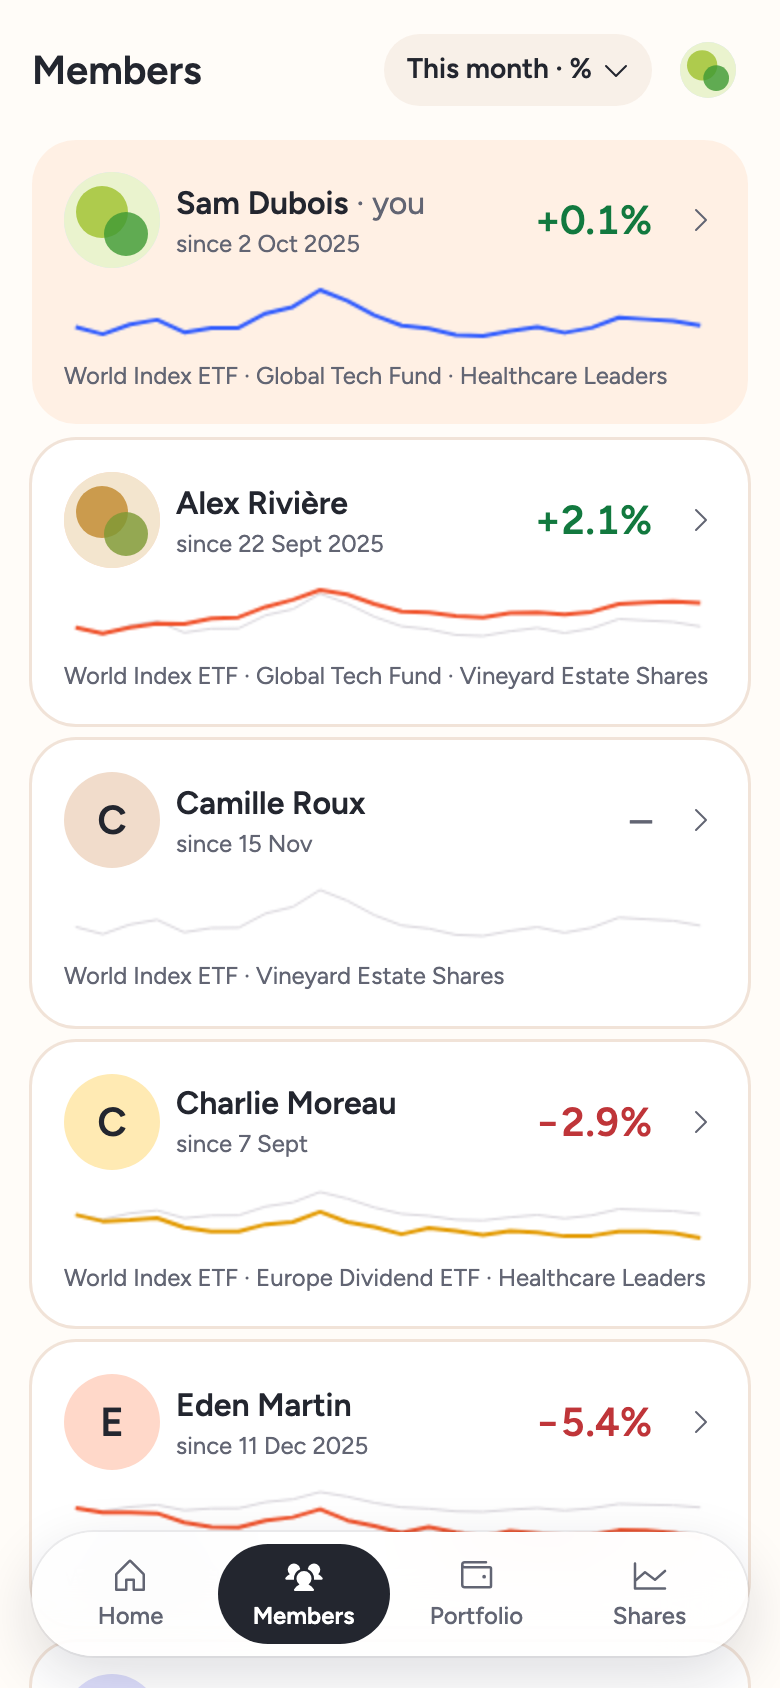 Members
This month · %
Sam Dubois · you
since 2 Oct 2025
+0.1%
World Index ETF · Global Tech Fund · Healthcare Leaders
Alex Rivière
since 22 Sept 2025
+2.1%
World Index ETF · Global Tech Fund · Vineyard Estate Shares
C
Camille Roux
since 15 Nov
–
World Index ETF · Vineyard Estate Shares
C
Charlie Moreau
since 7 Sept
−2.9%
World Index ETF · Europe Dividend ETF · Healthcare Leaders
E
Eden Martin
since 11 Dec 2025
−5.4%
Home
Members
Portfolio
Shares